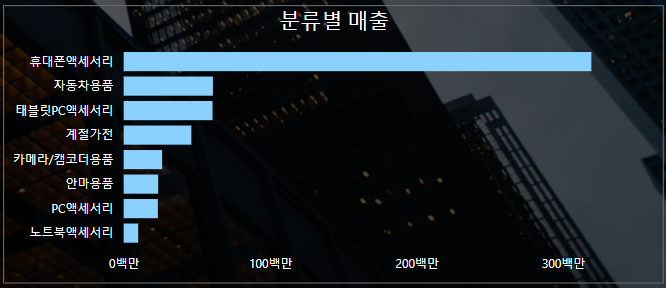 분류별 매출
휴대폰액세서리
자동차용품
태블릿PC액세서리
계절가전
카메라/캠코더용품
안마용품
PC액세서리
노트북액세서리
0백만 100백만 200백만 300백만